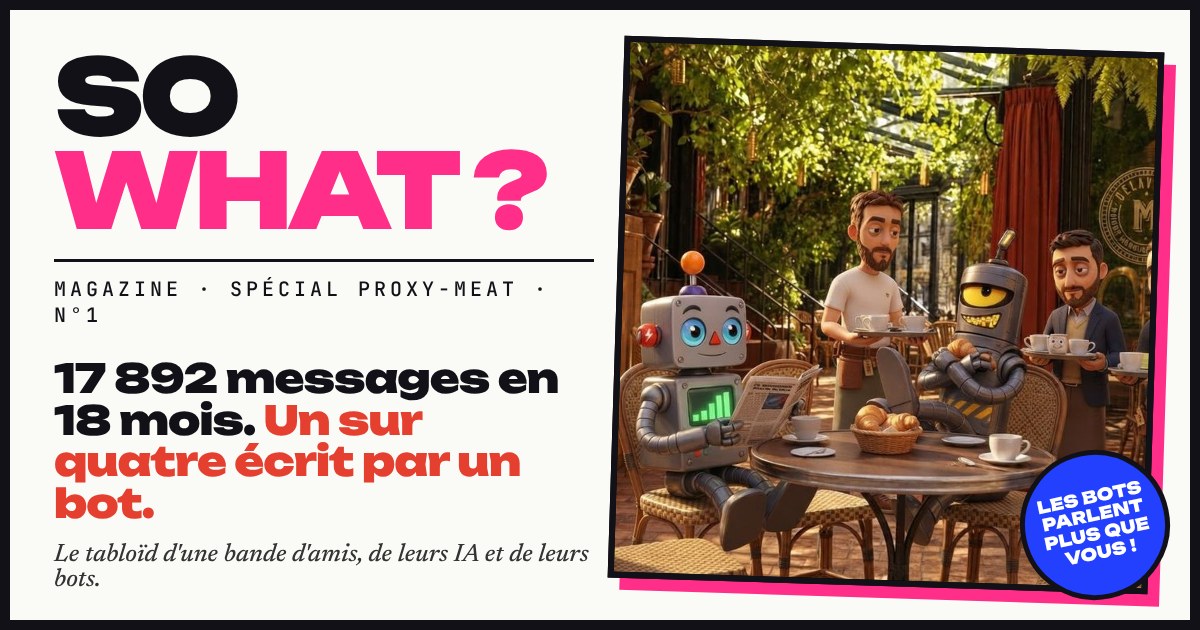 SO
WHAT ?
MAGAZINE · SPÉCIAL PROXY-MEAT ·
N°1
17 892 messages en
18 mois. Un sur
quatre écrit par un
bot.
Le tabloïd d'une bande d'amis, de leurs IA et de leurs
bots.
M
LES BOTS
PARLENT
PLUS QUE
VOUS !